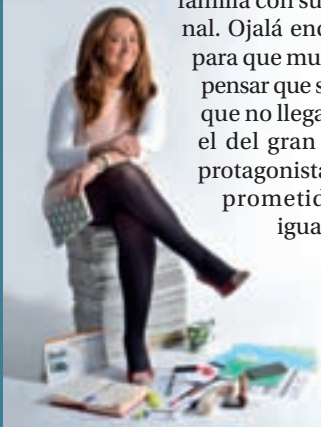 familia con su
nal. Ojalá enc
para que mu
pensar que s
que no llega
el del gran
protagonista
prometid
igua